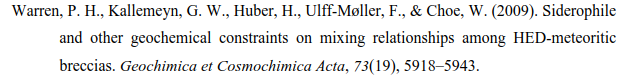 Warren, P. H., Kallemeyn, G. W., Huber, H., Ulff-Møller, F., & Choe, W. (2009). Siderophile
and other geochemical constraints on mixing relationships among HED-meteoritic
breccias. Geochimica et Cosmochimica Acta, 73(19), 5918–5943.